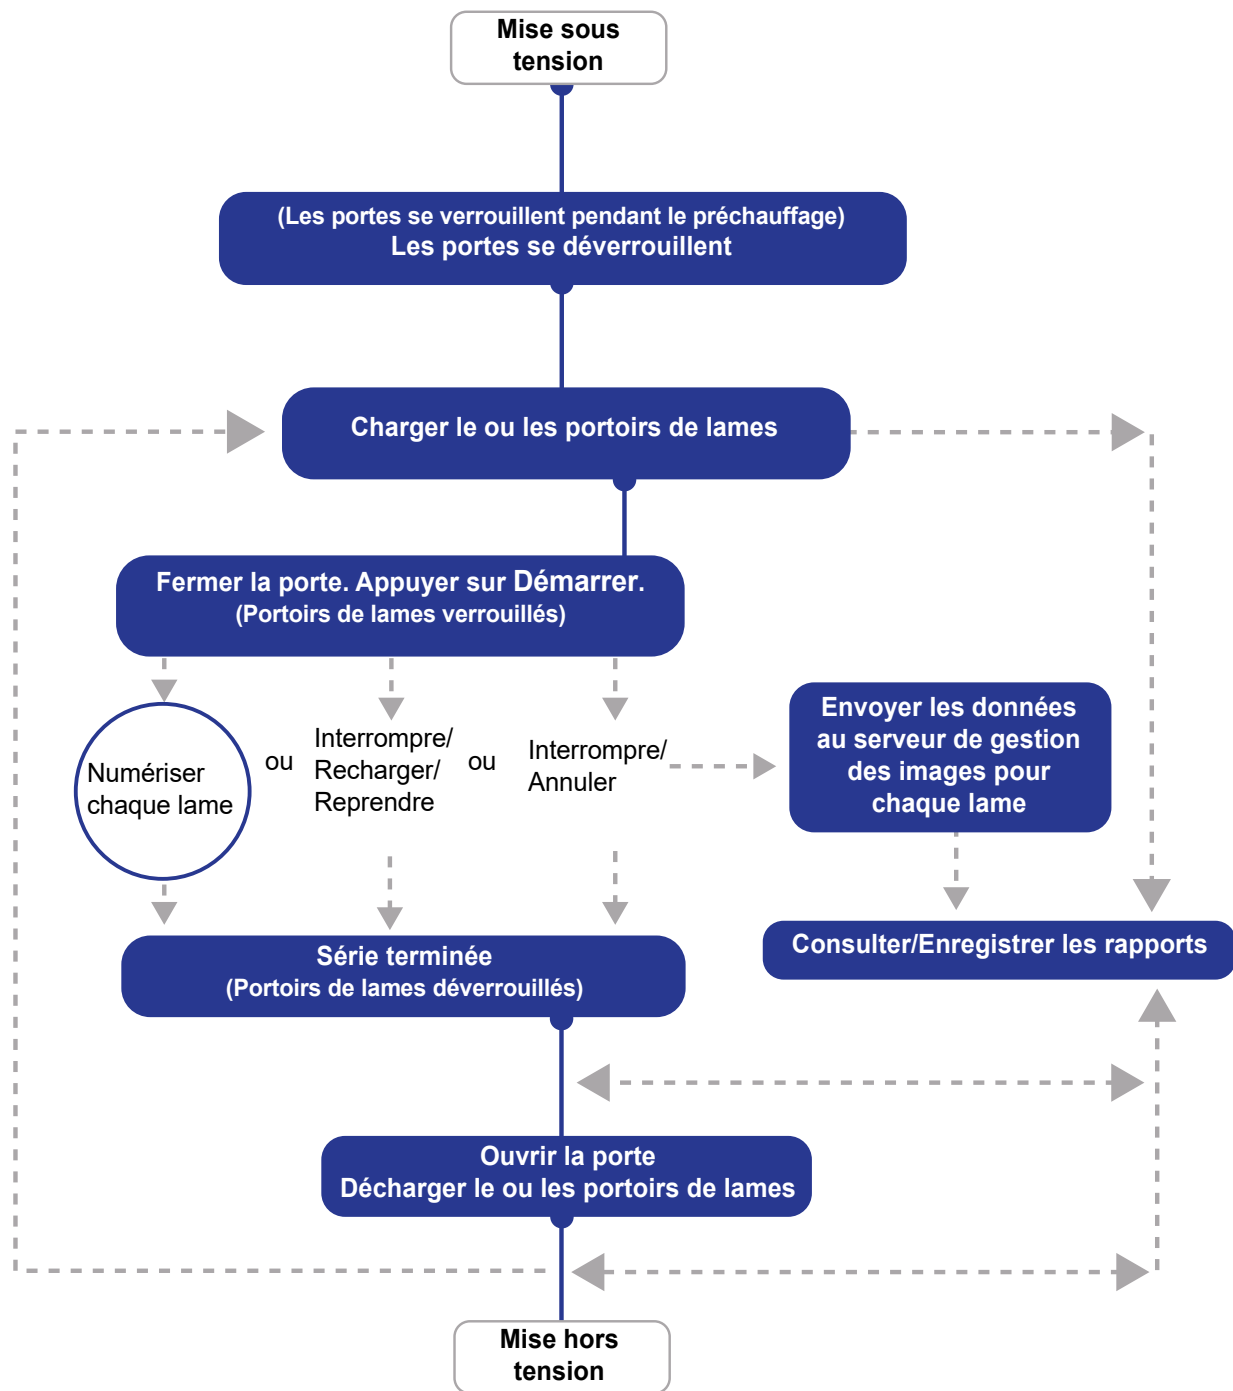 Mise sous
tension
(Les portes se verrouillent pendant le préchauffage)
Les portes se déverrouillent
Charger le ou les portoirs de lames
Fermer la porte. Appuyer sur Démarrer.
(Portoirs de lames verrouillés)
Numériser
chaque lame
ou
Interrompre/
Recharger/
Reprendre
ou
Interrompre/
Annuler
Envoyer les données
au serveur de gestion
des images pour
chaque lame
Série terminée
(Portoirs de lames déverrouillés)
Consulter/Enregistrer les rapports
Ouvrir la porte
Décharger le ou les portoirs de lames
Mise hors
tension